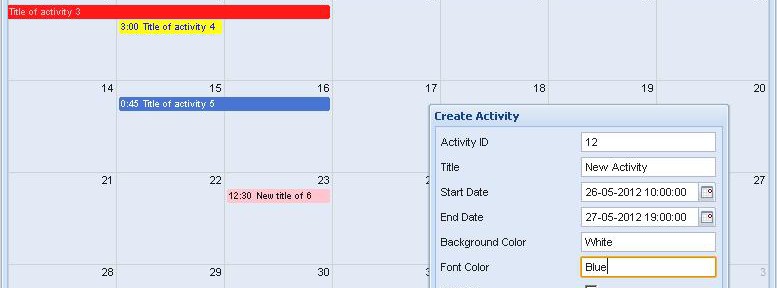 Title of activity 3
3:00 Title of activity 4
14 15 16 17 18 19 20
0:45 Title of activity 5
Create Activity
Activity ID 12
Title New Activity
21 22 23 27
Start Date 26-05-2012 10:00:00
12:30 New title of 6
End Date 27-05-2012 19:00:00
Background Color White
Font Color Blue
28 29 30 3